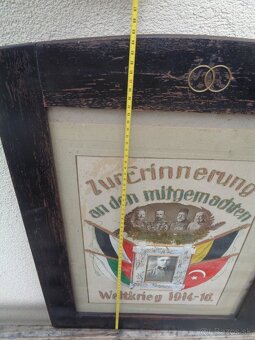 Zur Erinnerung
an den mitgemachten
Weltkrieg 1914-16.